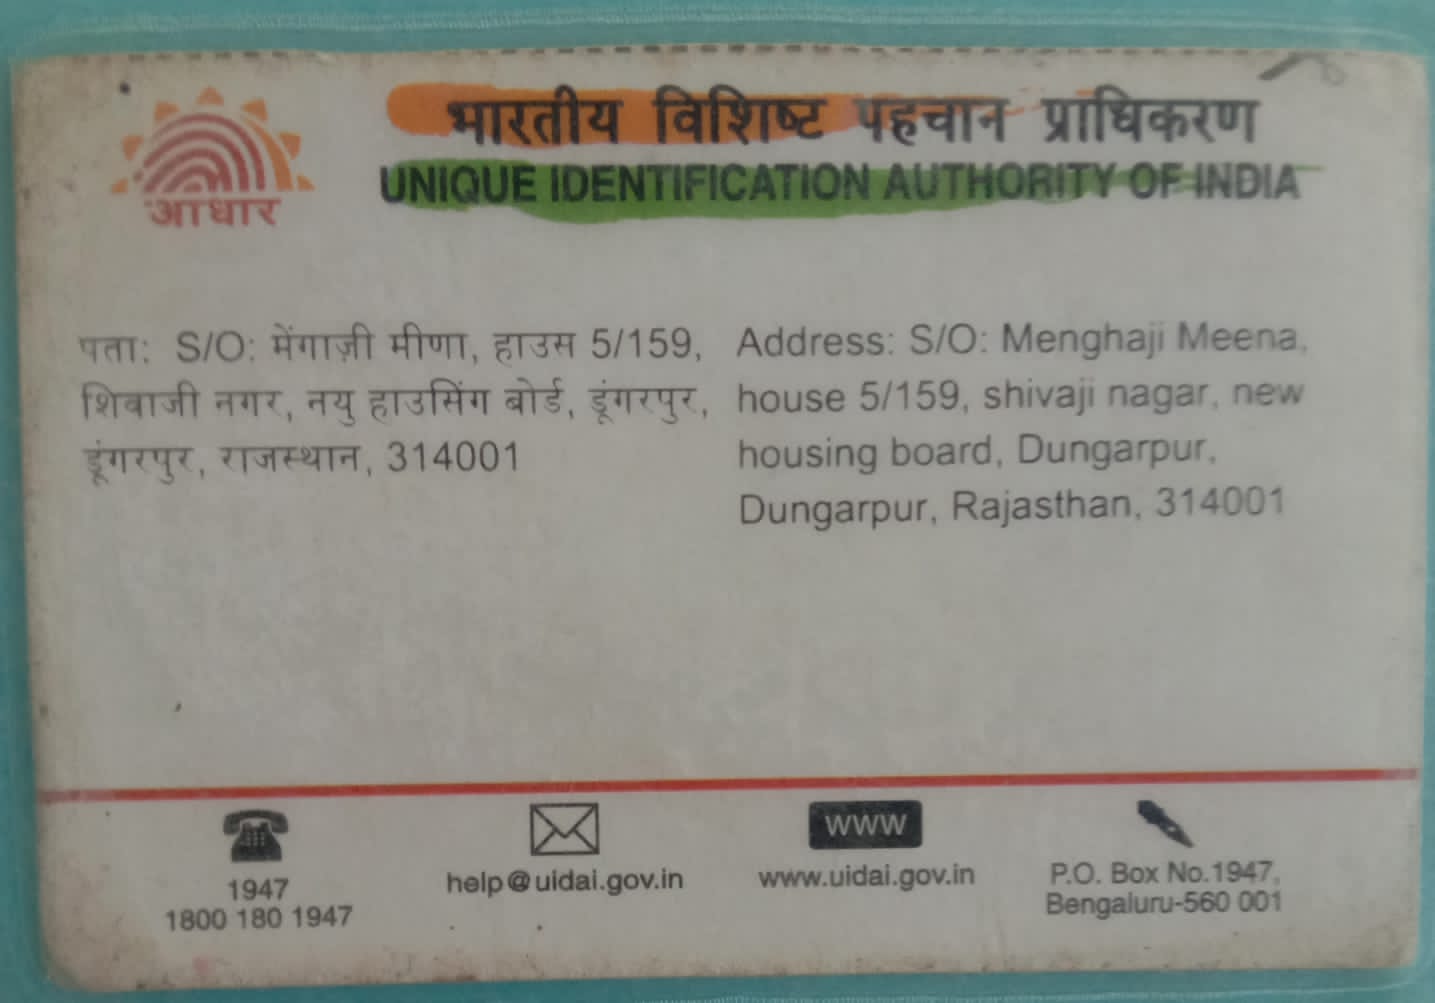 भारतीय विशिष्ट पहचान प्राधिकरण
UNIQUE IDENTIFICATION AUTHORITY OF INDIA
आधार
पता: S/O: मेंगाज़ी मीणा, हाउस 5/159,
शिवाजी नगर, नयु हाउसिंग बोर्ड, डूंगरपुर,
डूंगरपुर, राजस्थान, 314001
Address: S/O: Menghaji Meena,
house 5/159, shivaji nagar, new
housing board, Dungarpur,
Dungarpur, Rajasthan, 314001
1947
1800 180 1947
help@uidai.gov.in
www
www.uidai.gov.in
P.O. Box No.1947,
Bengaluru-560 001